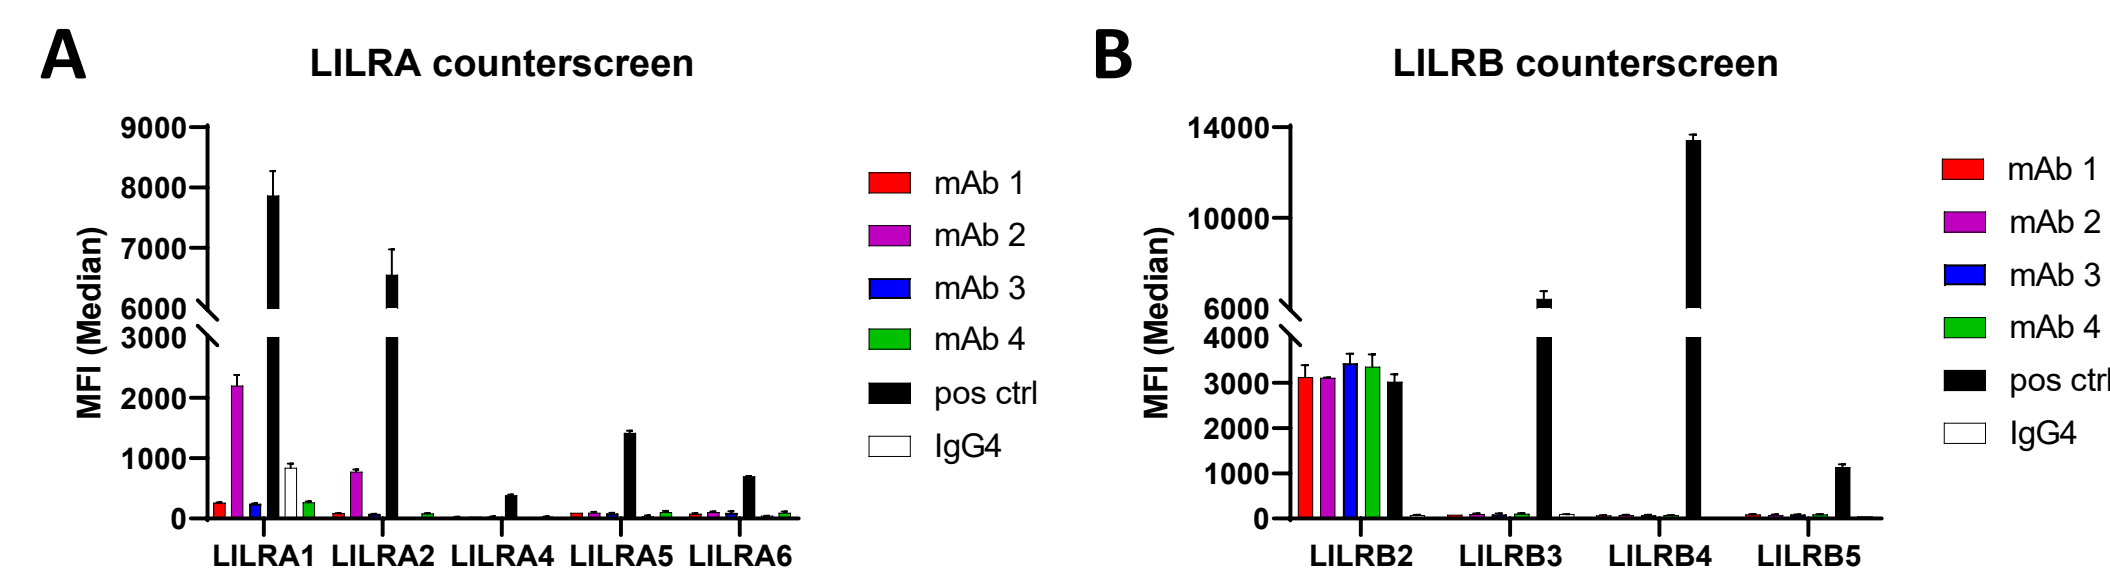 A
LILRA counterscreen
MFI (Median)
9000
8000
7000
6000
3000
2000
1000
0
LILRA1 LILRA2 LILRA4 LILRA5 LILRA6
mAb 1
mAb 2
mAb 3
mAb 4
pos ctrl
IgG4
B
LILRB counterscreen
MFI (Median)
14000
10000
6000
4000
3000
2000
1000
0
LILRB2 LILRB3 LILRB4 LILRB5
mAb 1
mAb 2
mAb 3
mAb 4
pos ctrl
IgG4